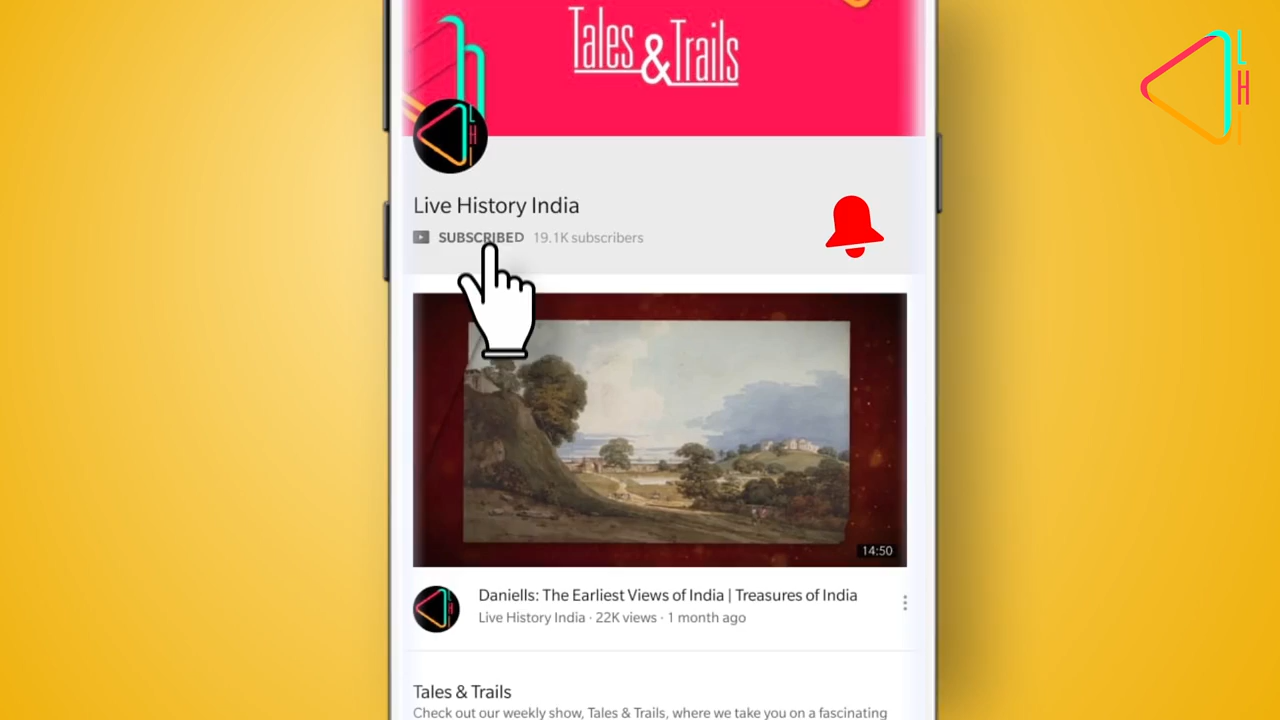 Tales & Trails
L
H
I
L
H
I
Live History India
SUBSCRIBED 19.1K subscribers
14:50
Daniells: The Earliest Views of India | Treasures of India
L
H
I
Live History India · 22K views · 1 month ago
Tales & Trails
Check out our weekly show, Tales & Trails, where we take you on a fascinating